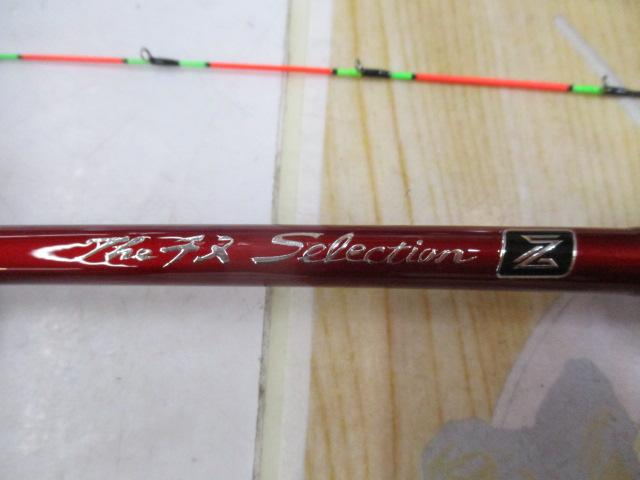 The チヌ Selection Z